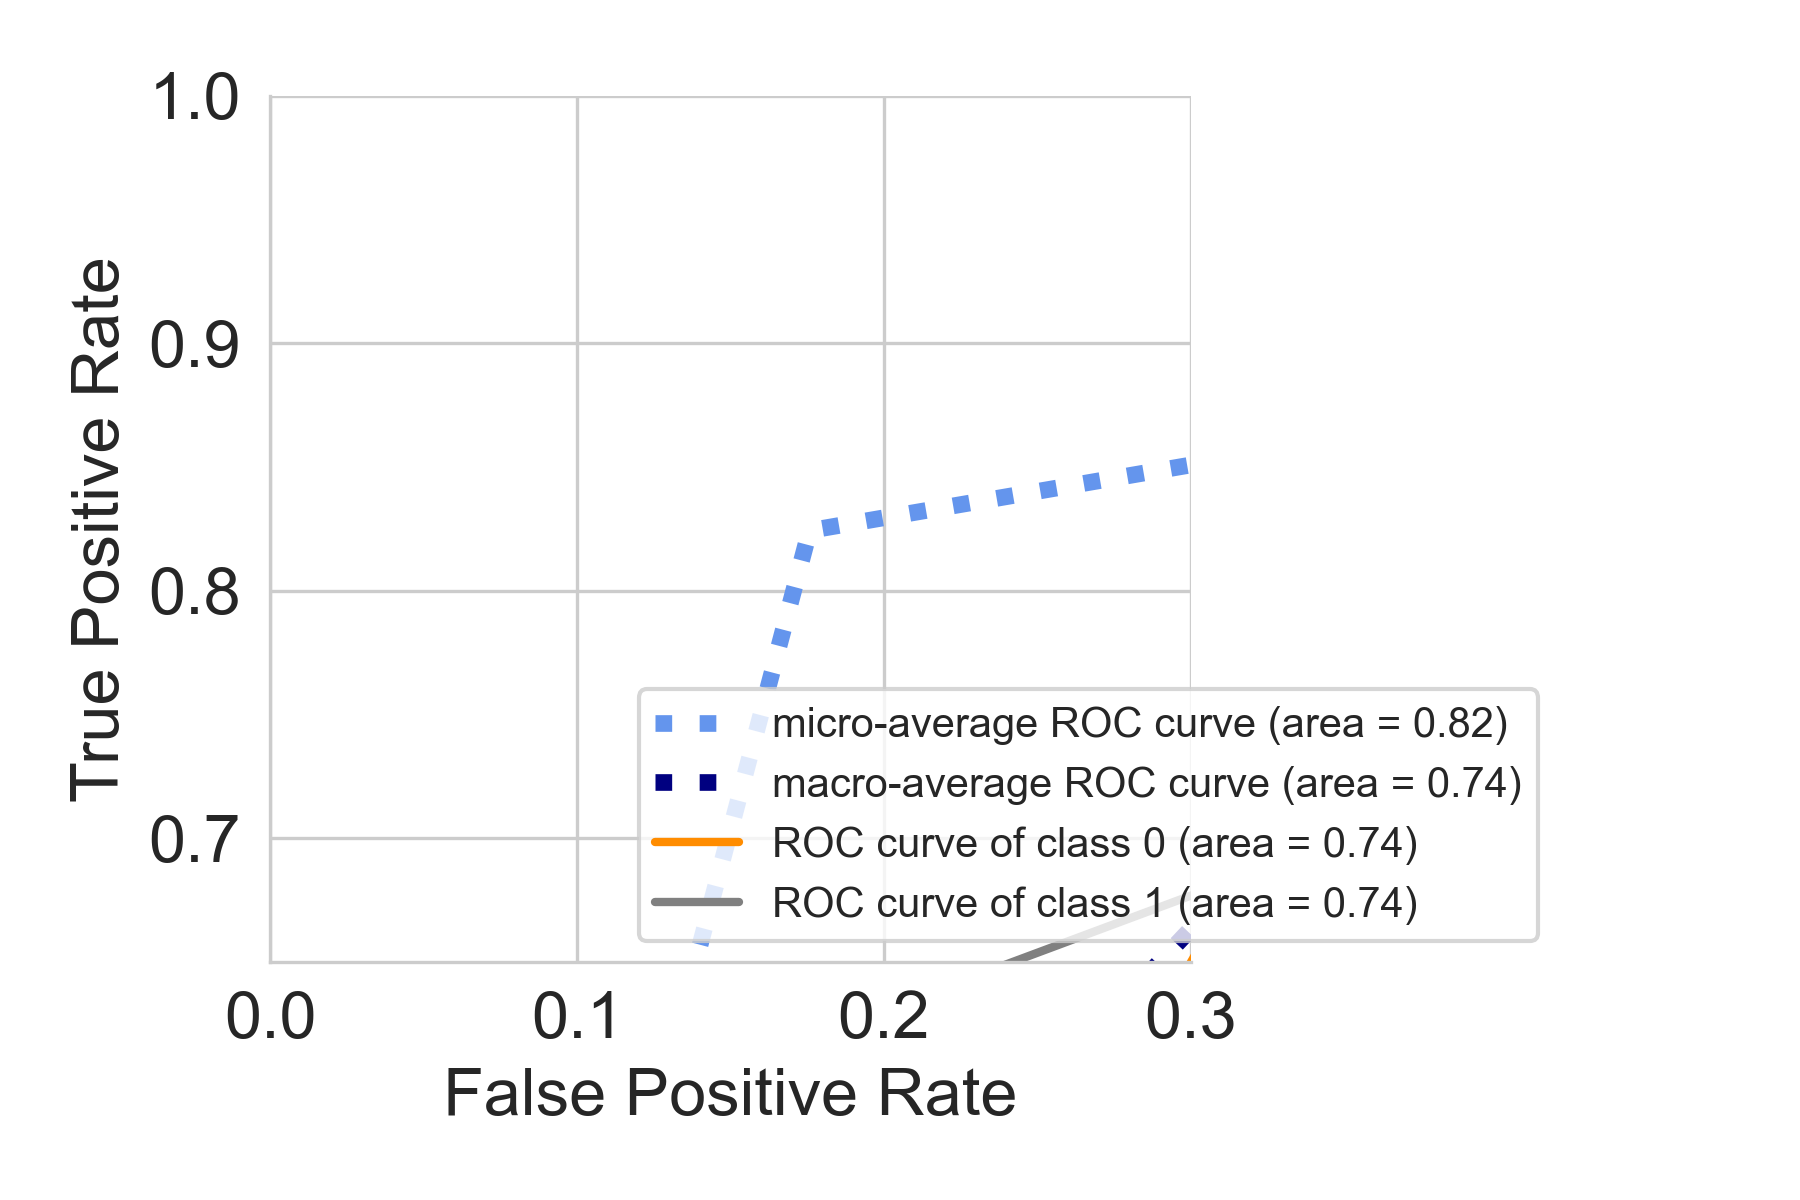 1.0
0.9
0.8
0.7
True Positive Rate
micro-average ROC curve (area = 0.82)
macro-average ROC curve (area = 0.74)
ROC curve of class 0 (area = 0.74)
ROC curve of class 1 (area = 0.74)
0.0 0.1 0.2 0.3
False Positive Rate